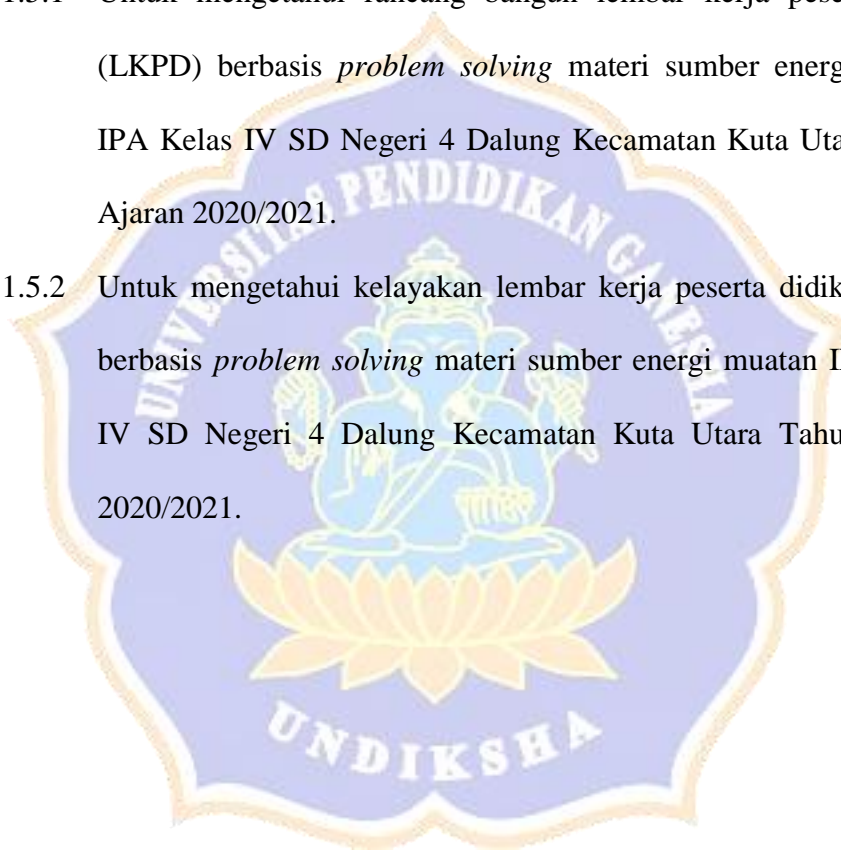 (LKPD) berbasis problem solving materi sumber energ
IPA Kelas IV SD Negeri 4 Dalung Kecamatan Kuta Uta
Ajaran 2020/2021.
1.5.2 Untuk mengetahui kelayakan lembar kerja peserta didik
berbasis problem solving materi sumber energi muatan
IV SD Negeri 4 Dalung Kecamatan Kuta Utara Tahu
2020/2021.
UNIVERSITAS PENDIDIKAN GANESHA
UNDIKSHA